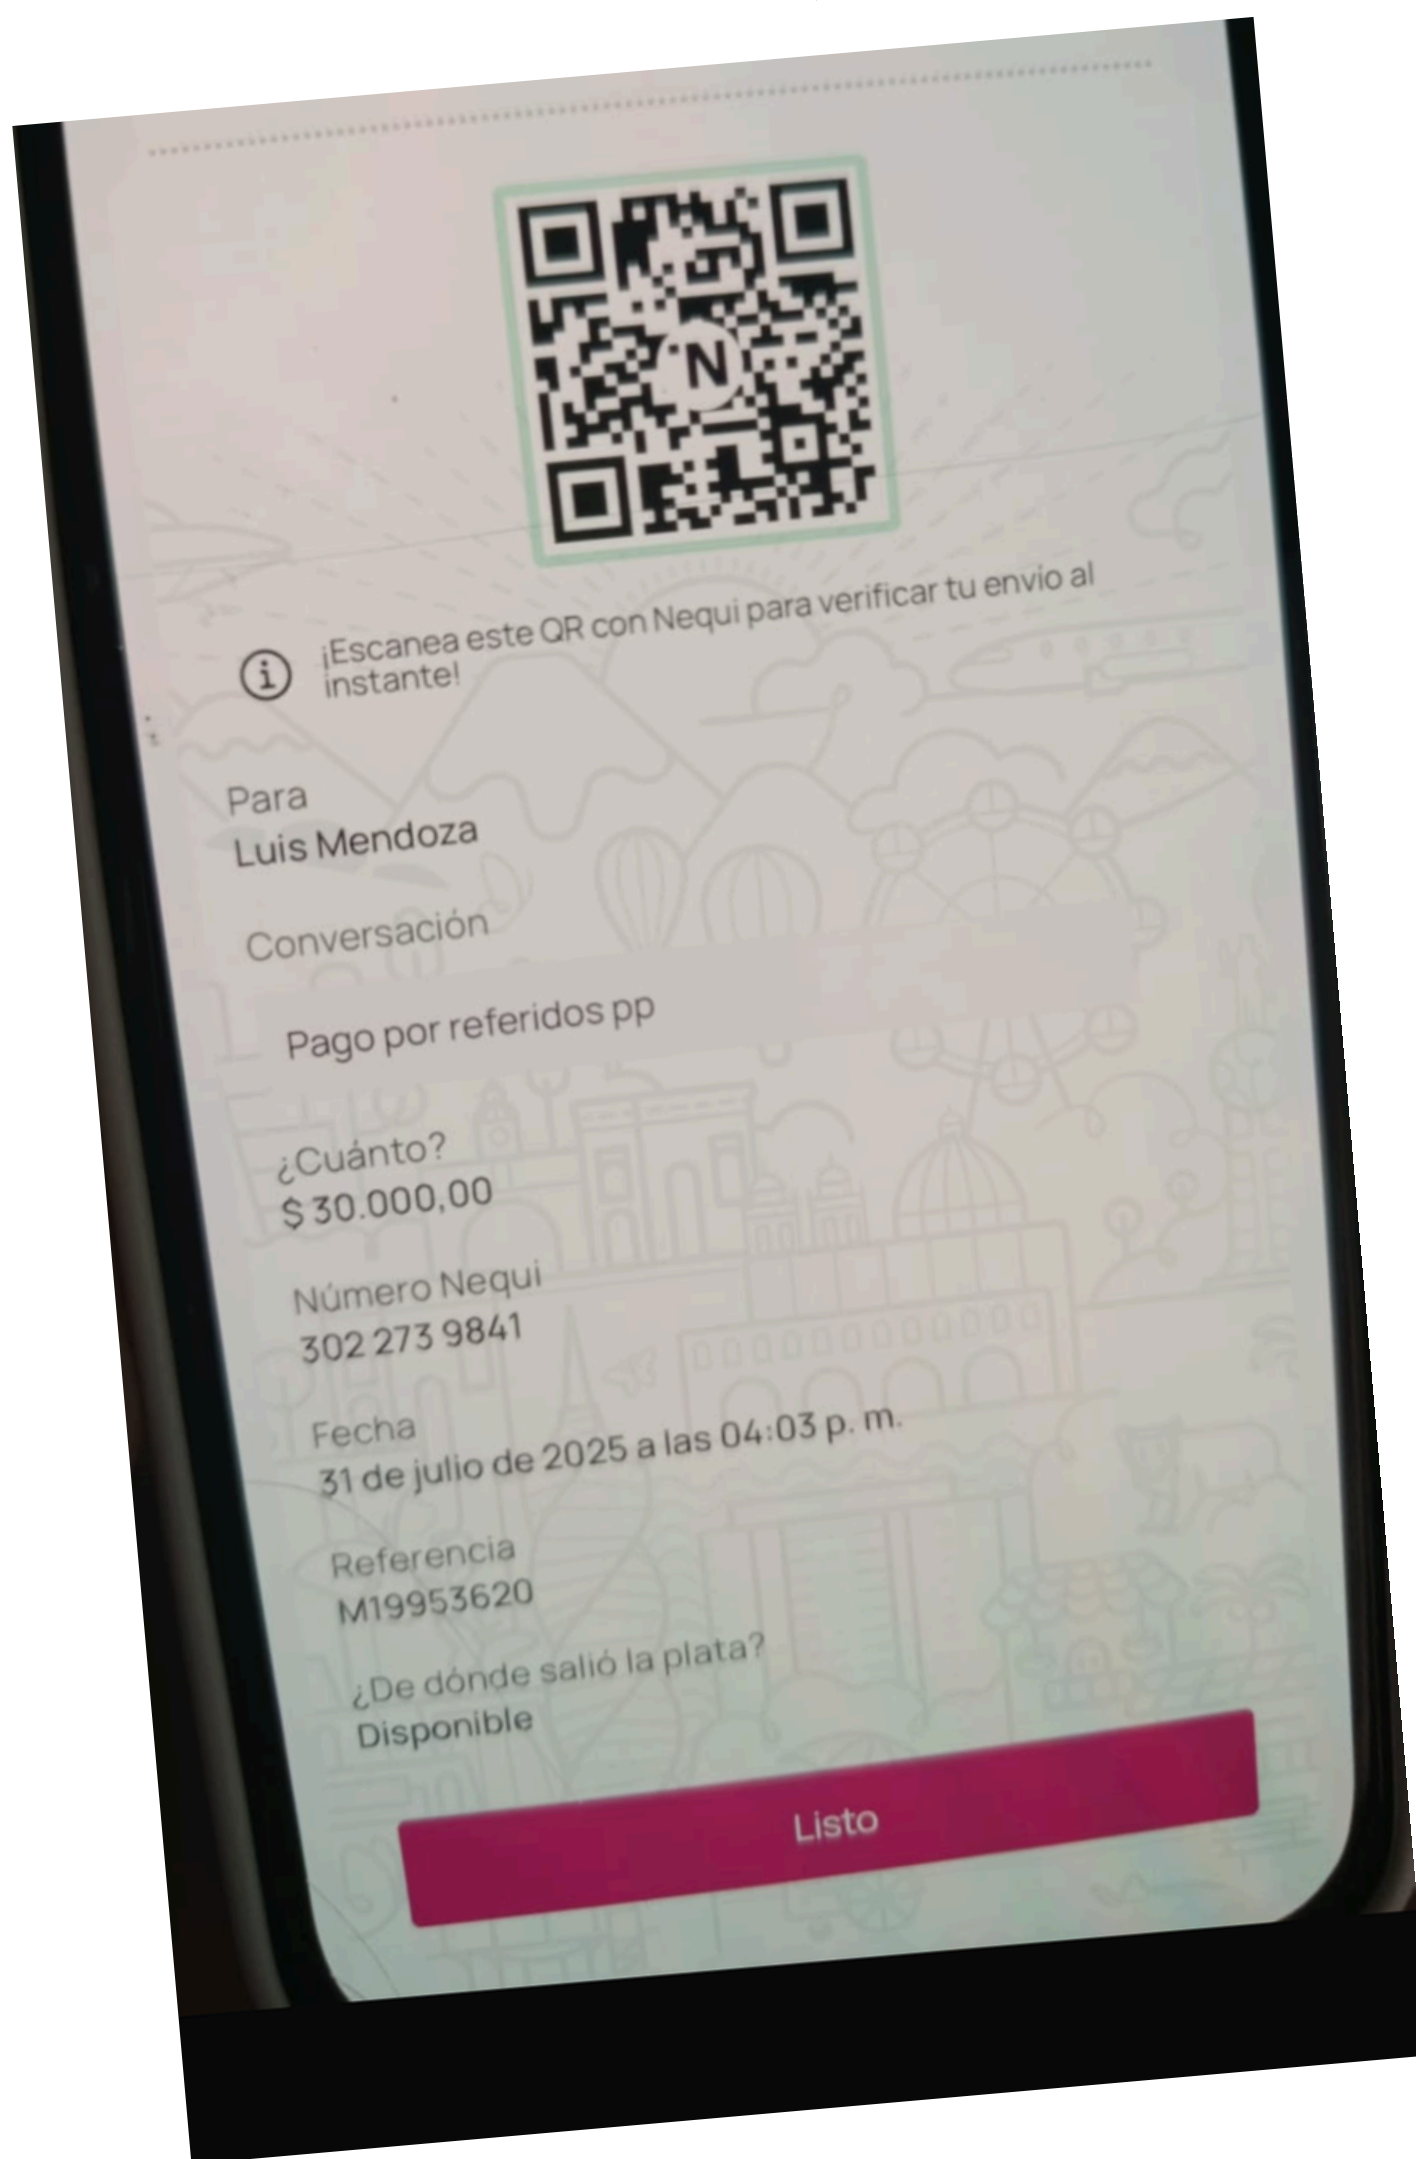 N
¡Escanea este QR con Nequi para verificar tu envío al
instante!
Para
Luis Mendoza
Conversación
Pago por referidos pp
¿Cuánto?
$ 30.000,00
Número Nequi
302 273 9841
Fecha
31 de julio de 2025 a las 04:03 p. m.
Referencia
M19953620
¿De dónde salió la plata?
Disponible
Listo